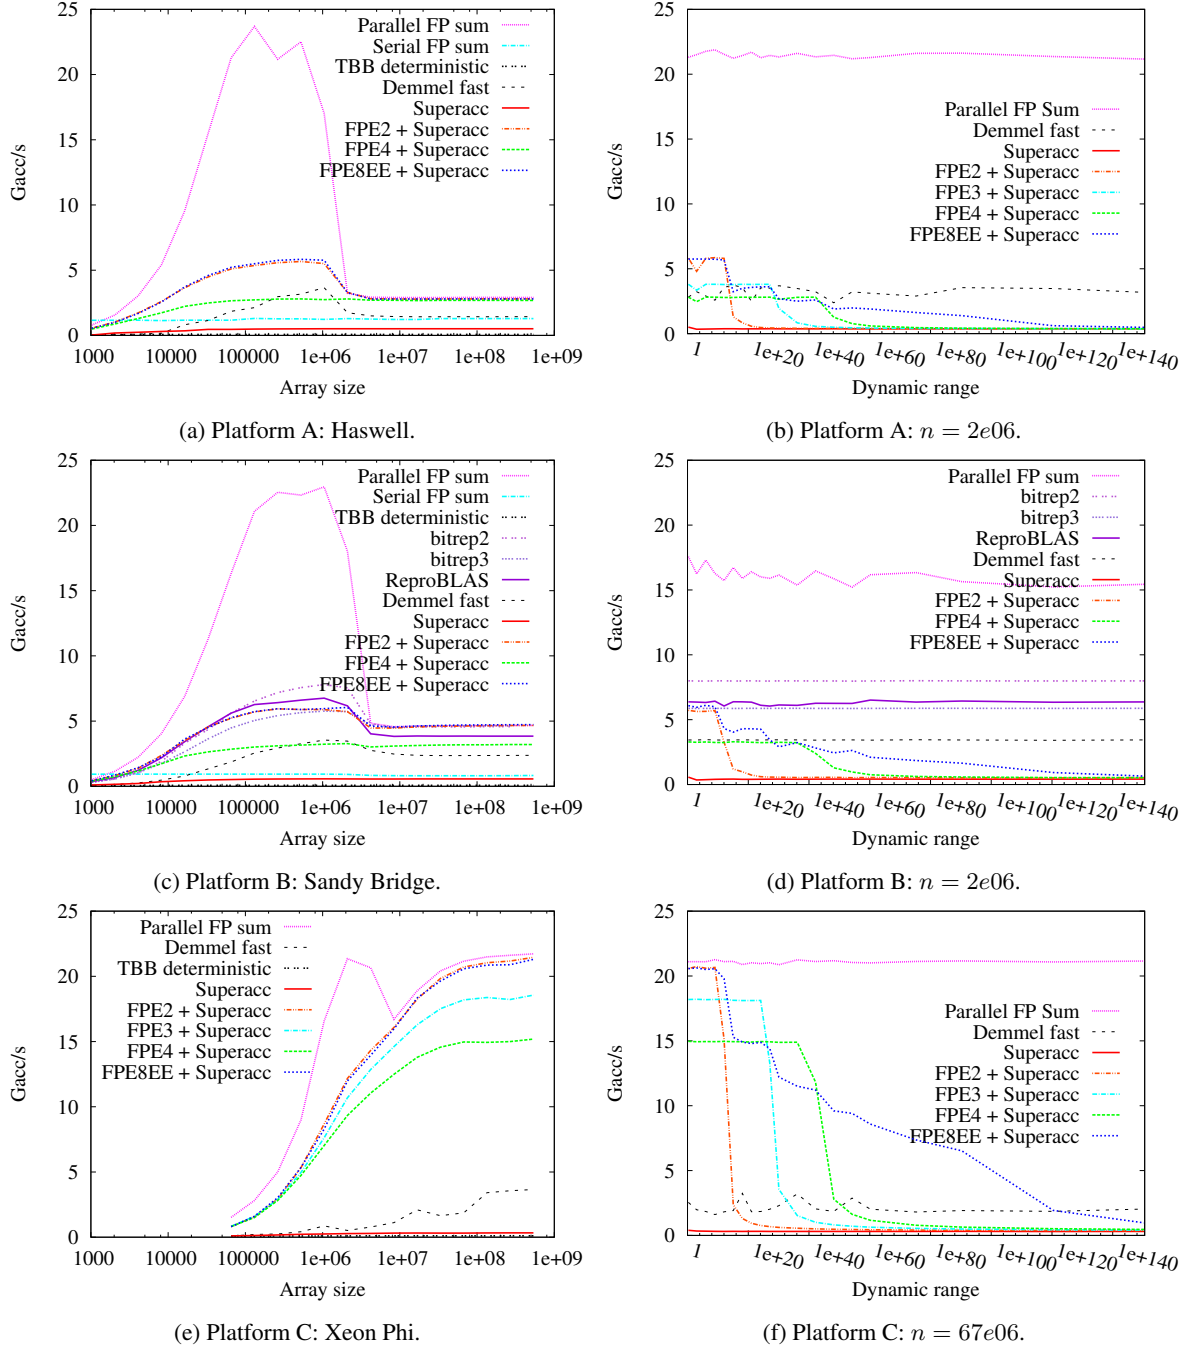 25
20
15
10
5
0
Gacc/s
Parallel FP sum
Serial FP sum
TBB deterministic
Demmel fast
Superacc
FPE2 + Superacc
FPE4 + Superacc
FPE8EE + Superacc
1000 10000 100000 1e+06 1e+07 1e+08 1e+09
Array size
(a) Platform A: Haswell.
25
20
15
10
5
0
Gacc/s
Parallel FP Sum
Demmel fast
Superacc
FPE2 + Superacc
FPE3 + Superacc
FPE4 + Superacc
FPE8EE + Superacc
1 1e+20 1e+40 1e+60 1e+80 1e+100 1e+120 1e+140
Dynamic range
(b) Platform A: n = 2e06.
25
20
15
10
5
0
Gacc/s
Parallel FP sum
Serial FP sum
TBB deterministic
bitrep2
bitrep3
ReproBLAS
Demmel fast
Superacc
FPE2 + Superacc
FPE4 + Superacc
FPE8EE + Superacc
1000 10000 100000 1e+06 1e+07 1e+08 1e+09
Array size
(c) Platform B: Sandy Bridge.
25
20
15
10
5
0
Gacc/s
Parallel FP sum
bitrep2
bitrep3
ReproBLAS
Demmel fast
Superacc
FPE2 + Superacc
FPE4 + Superacc
FPE8EE + Superacc
1 1e+20 1e+40 1e+60 1e+80 1e+100 1e+120 1e+140
Dynamic range
(d) Platform B: n = 2e06.
25
20
15
10
5
0
Gacc/s
Parallel FP sum
Demmel fast
TBB deterministic
Superacc
FPE2 + Superacc
FPE3 + Superacc
FPE4 + Superacc
FPE8EE + Superacc
1000 10000 100000 1e+06 1e+07 1e+08 1e+09
Array size
(e) Platform C: Xeon Phi.
25
20
15
10
5
0
Gacc/s
Parallel FP Sum
Demmel fast
Superacc
FPE2 + Superacc
FPE3 + Superacc
FPE4 + Superacc
FPE8EE + Superacc
1 1e+20 1e+40 1e+60 1e+80 1e+100 1e+120 1e+140
Dynamic range
(f) Platform C: n = 67e06.